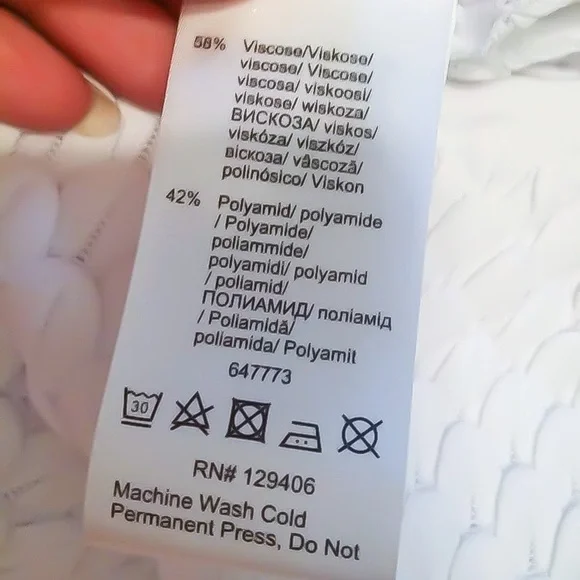 58% Viscose/Viskose/
viscose/ Viscose/
viscosa/ viskoosi/
viskose/ wiskoza/
ВИСКОЗА/ viskos/
viskóza/ viszkóz/
віскоза/ vâscoză/
polinósico/ Viskon
42% Polyamid/ polyamide
/ Polyamide/
poliammide/
polyamidi/ polyamid
/ poliamid/
ПОЛИАМИД/ поліамід
/ Poliamidă/
poliamida/ Polyamit
647773
30
RN# 129406
Machine Wash Cold
Permanent Press, Do Not